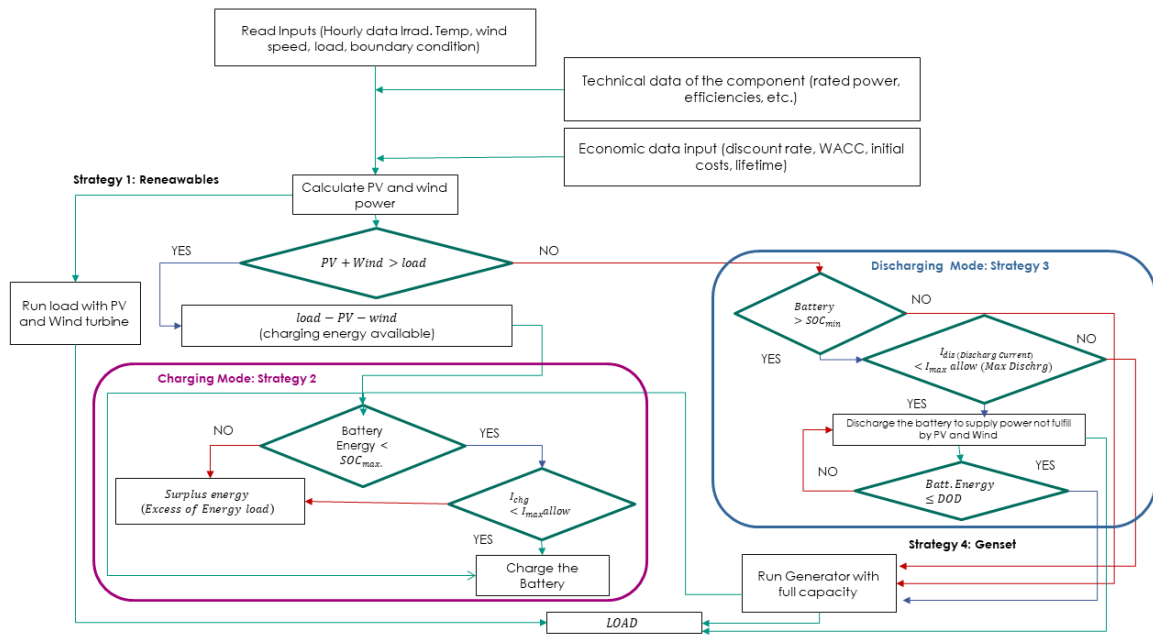 Read Inputs (Hourly data Irrad. Temp, wind
speed, load, boundary condition)
Technical data of the component (rated power,
efficiencies, etc.)
Economic data input (discount rate, WACC, initial
costs, lifetime)
Strategy 1: Reneawables
Calculate PV and wind
power
YES
PV + Wind > load
NO
Run load with PV
and Wind turbine
load − PV − wind
(charging energy available)
Discharging Mode: Strategy 3
Battery
> SOCmin
NO
YES
Idis (Discharg Current)
< Imax allow (Max Dischrg)
NO
YES
Discharge the battery to supply power not fulfill
by PV and Wind
NO
Batt. Energy
≤ DOD
YES
Charging Mode: Strategy 2
NO
Battery
Energy <
SOCmax.
YES
Surplus energy
(Excess of Energy load)
Ichg
< Imax allow
YES
Charge the
Battery
Strategy 4: Genset
Run Generator with
full capacity
LOAD